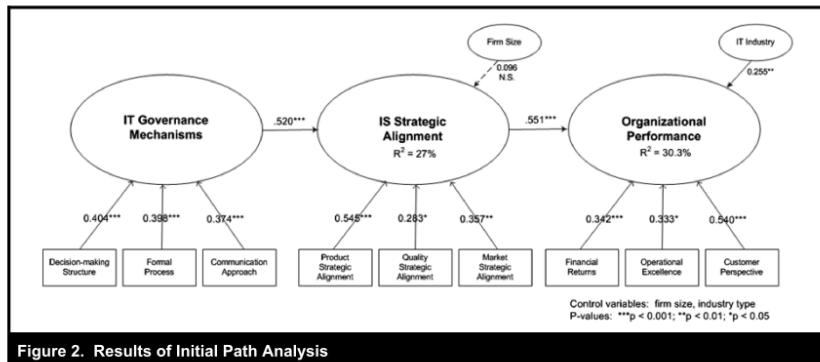 Firm Size
IT Industry
0.096
N.S.
0.255**
IT Governance
Mechanisms
.520***
IS Strategic
Alignment
R² = 27%
.551***
Organizational
Performance
R² = 30.3%
0.404***
0.398***
0.374***
0.545***
0.283*
0.357**
0.342***
0.333*
0.540***
Decision-making
Structure
Formal
Process
Communication
Approach
Product
Strategic
Alignment
Quality
Strategic
Alignment
Market
Strategic
Alignment
Financial
Returns
Operational
Excellence
Customer
Perspective
Control variables: firm size, industry type
P-values: ***p < 0.001; **p < 0.01; *p < 0.05
Figure 2. Results of Initial Path Analysis